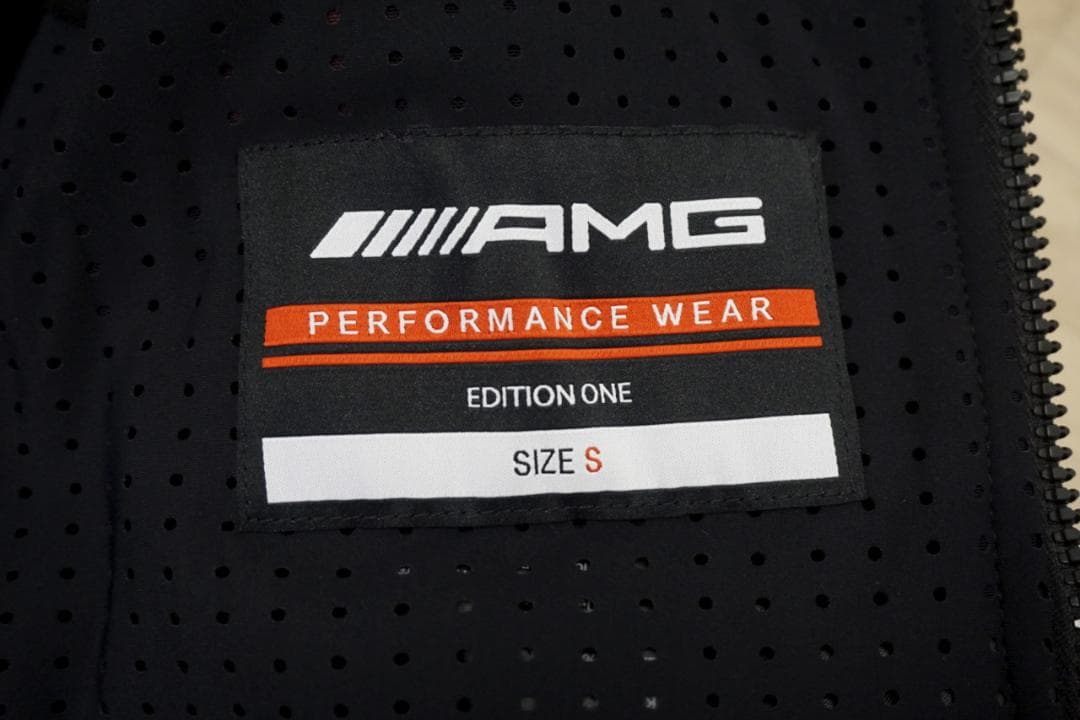 AMG
PERFORMANCE WEAR
EDITION ONE
SIZE S